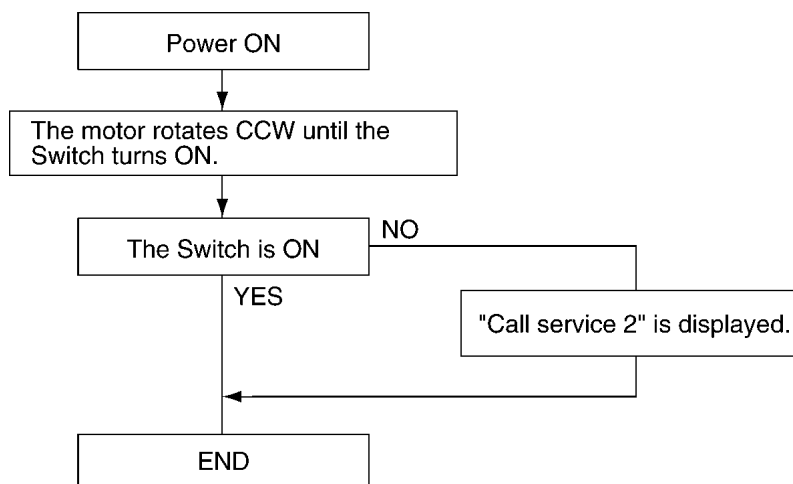 Power ON
The motor rotates CCW until the
Switch turns ON.
The Switch is ON
NO
YES
"Call service 2" is displayed.
END